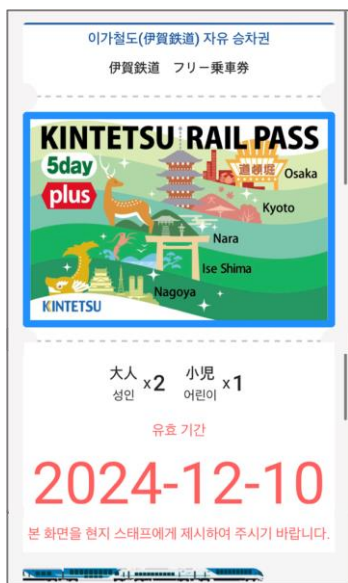 이가철도(伊賀鉄道) 자유 승차권
伊賀鉄道 フリー乗車券
KINTETSU RAIL PASS
5day
plus
道頓堀
Osaka
Kyoto
Nara
Ise Shima
Nagoya
KINTETSU
大人 x2 小児 x1
성인 어린이
유효 기간
2024-12-10
본 화면을 현지 스태프에게 제시하여 주시기 바랍니다.